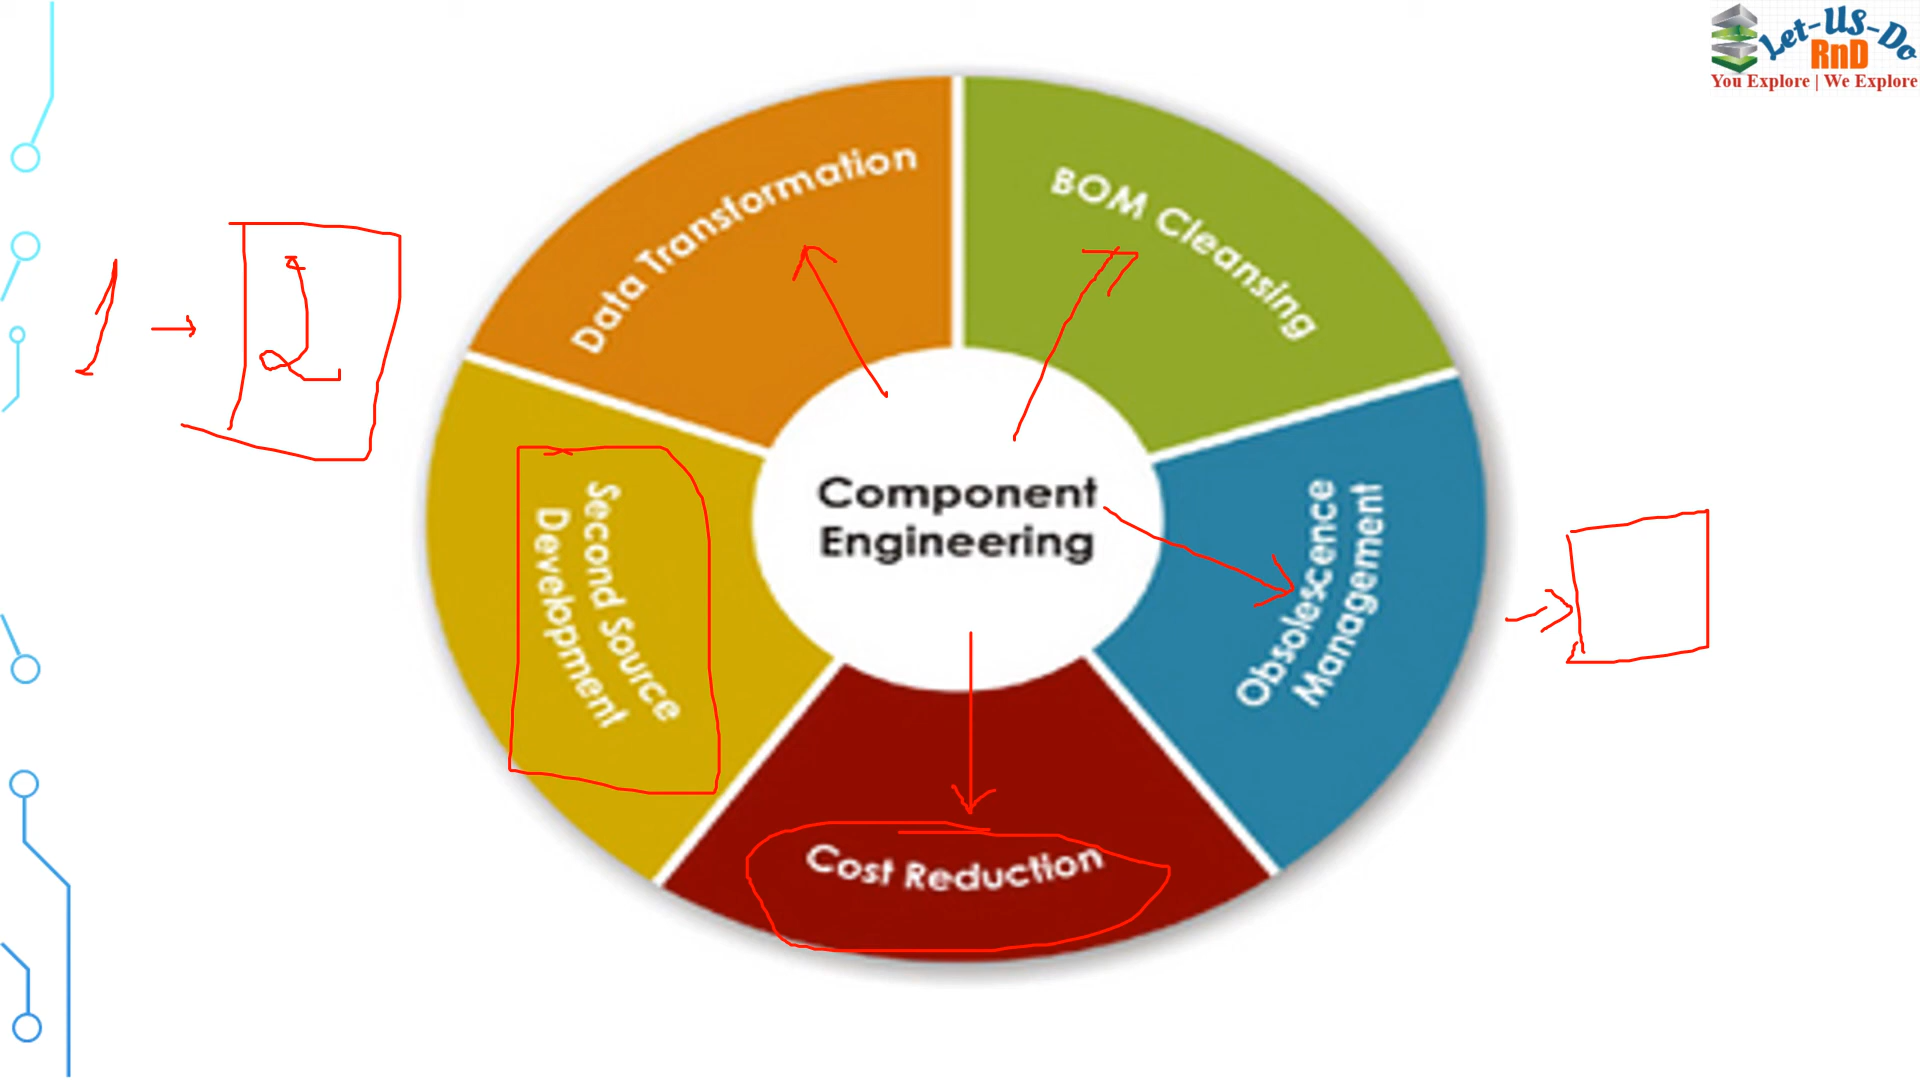 Let-Us-Do
RnD
You Explore | We Explore
Data Transformation
BOM Cleansing
1
2
Component
Engineering
Second Source
Development
Obsolescence
Management
Cost Reduction